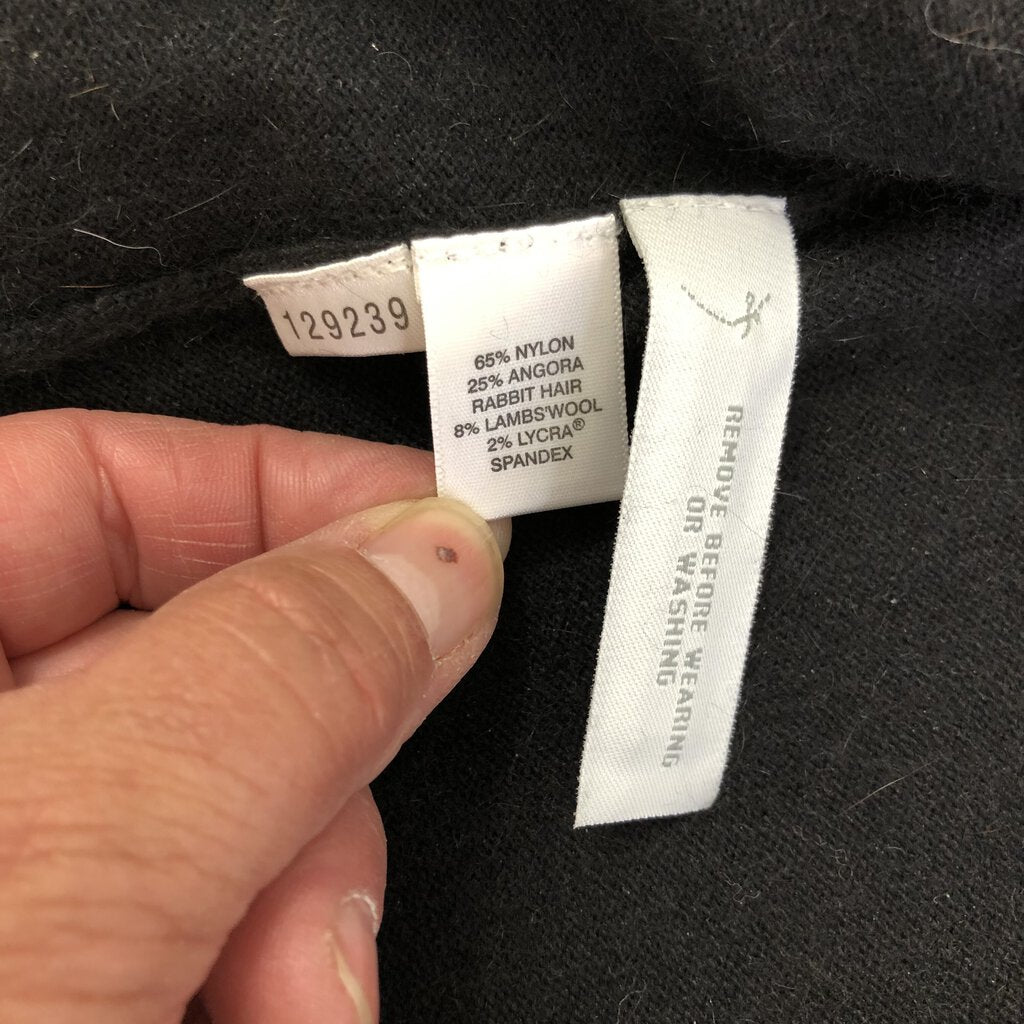 129239
65% NYLON
25% ANGORA
RABBIT HAIR
8% LAMBS'WOOL
2% LYCRA®
SPANDEX
REMOVE BEFORE WEARING
OR WASHING